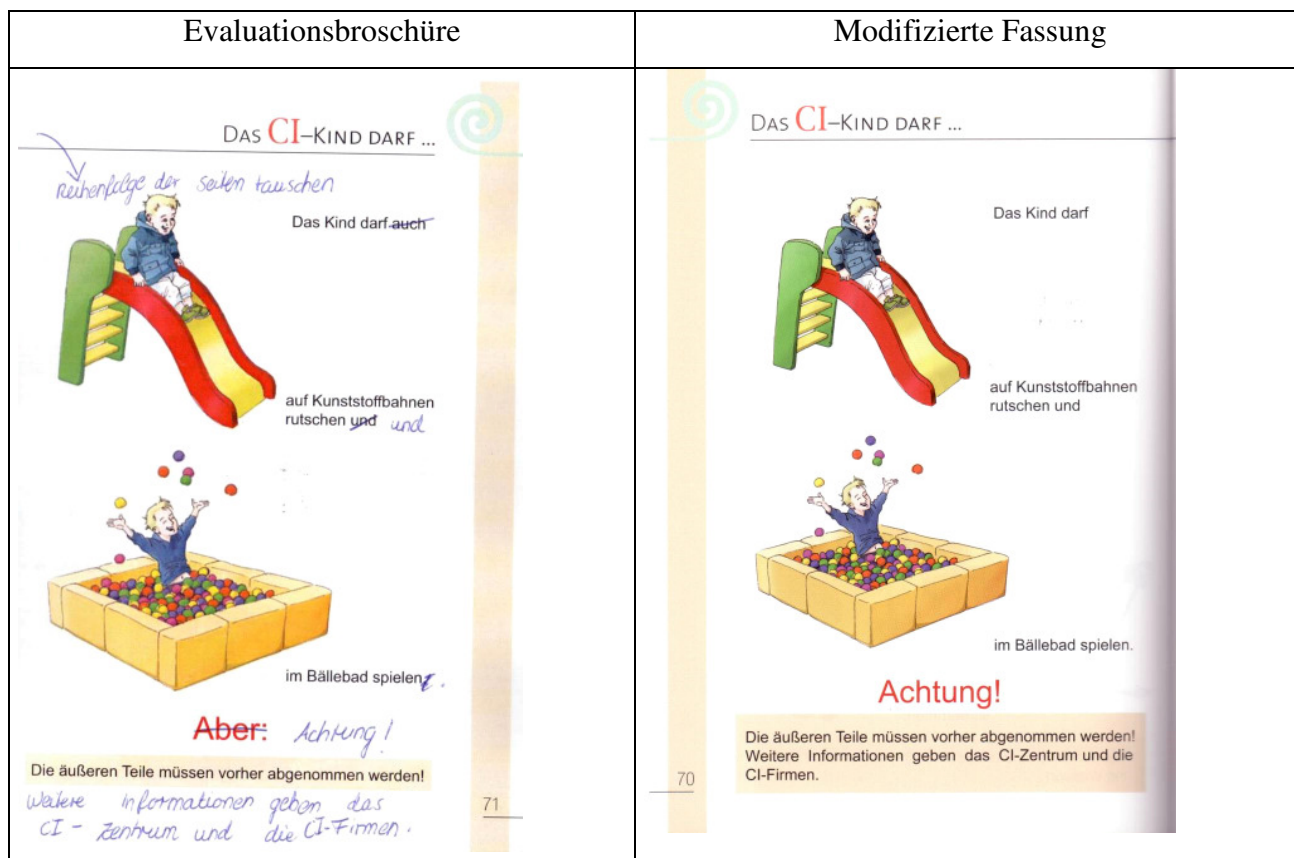 Evaluationsbroschüre
DAS CI–KIND DARF ...
Reihenfolge der Seiten tauschen
Das Kind darf auch
auf Kunststoffbahnen
rutschen und und
im Bällebad spielen.
Aber: Achtung!
Die äußeren Teile müssen vorher abgenommen werden!
Weitere Informationen geben das
CI - Zentrum und die CI-Firmen.
71
Modifizierte Fassung
DAS CI–KIND DARF ...
Das Kind darf
auf Kunststoffbahnen
rutschen und
im Bällebad spielen.
Achtung!
Die äußeren Teile müssen vorher abgenommen werden!
Weitere Informationen geben das CI-Zentrum und die
CI-Firmen.
70